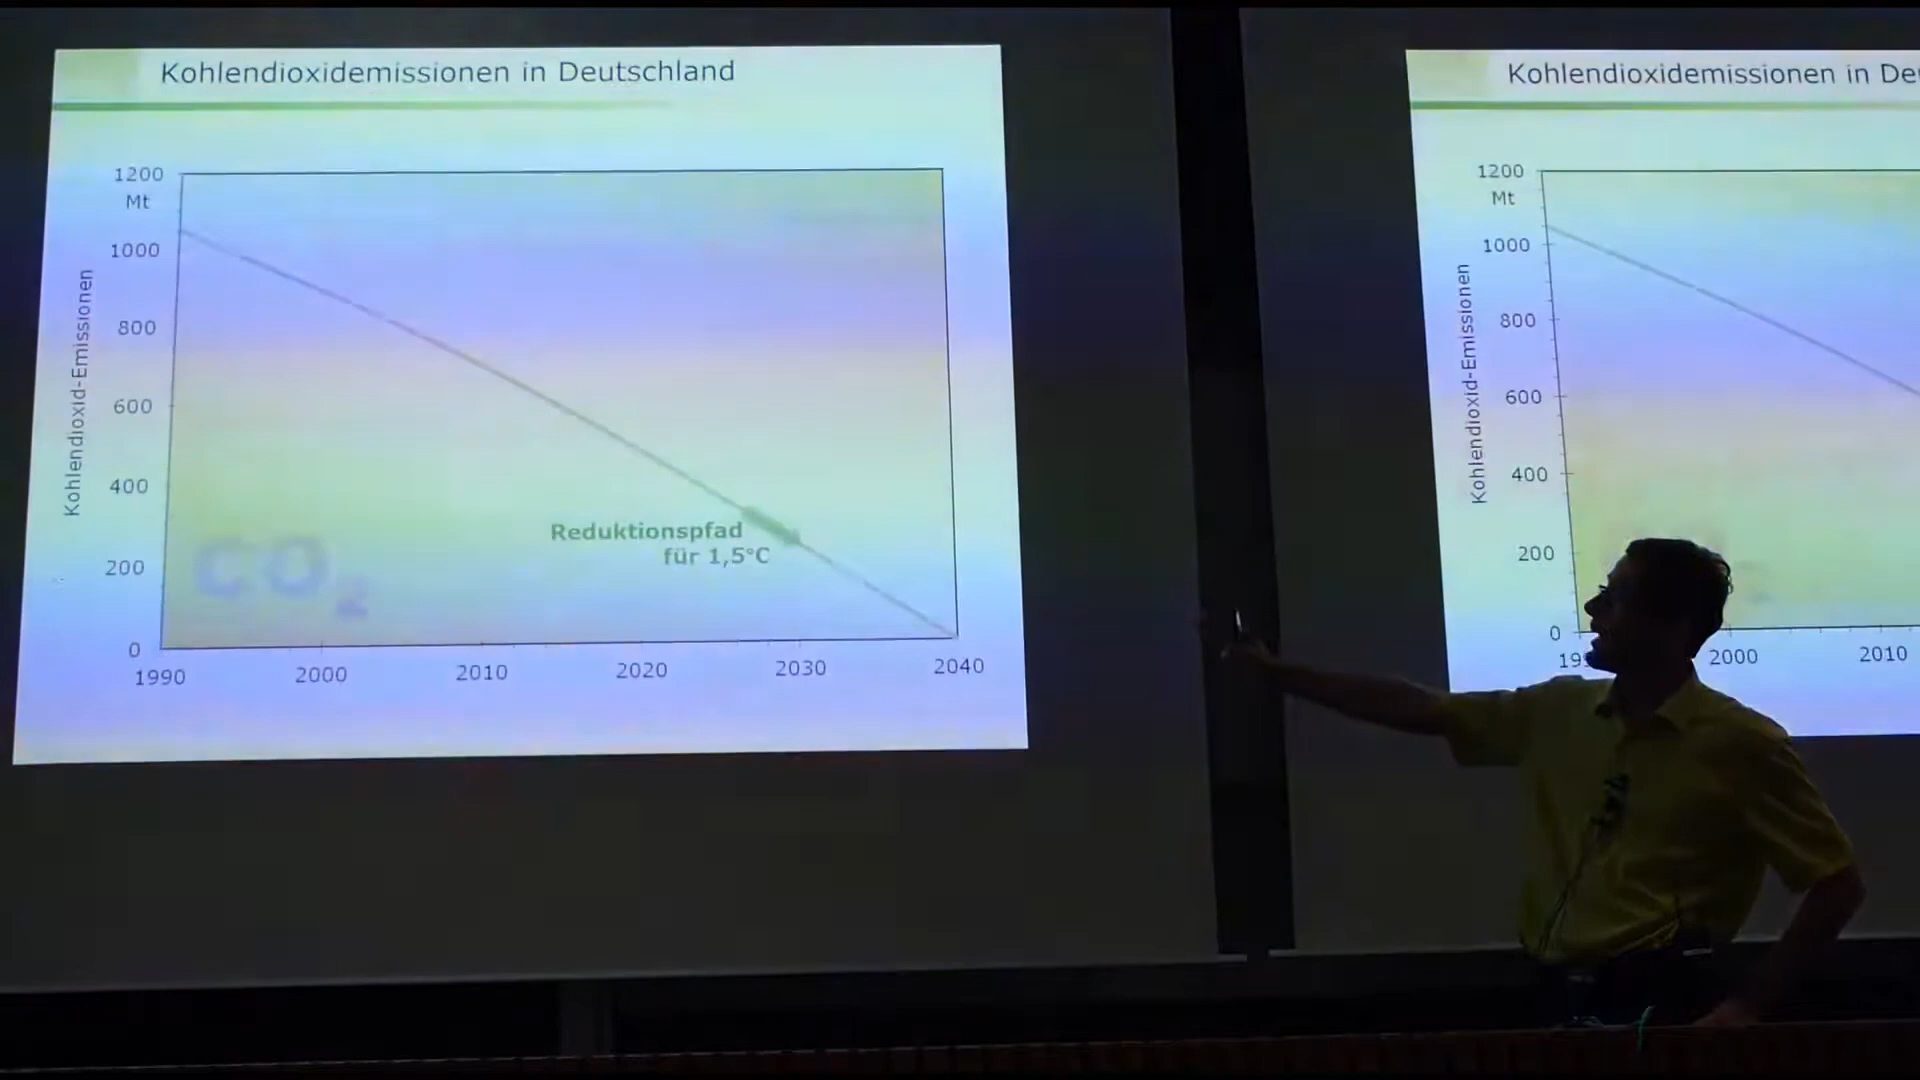 Kohlendioxidemissionen in Deutschland
1200
Mt
1000
800
600
400
200
0
Kohlendioxid-Emissionen
Reduktionspfad
für 1,5°C
CO2
1990 2000 2010 2020 2030 2040
Kohlendioxidemissionen in De
1200
Mt
1000
800
600
400
200
0
Kohlendioxid-Emissionen
2000 2010